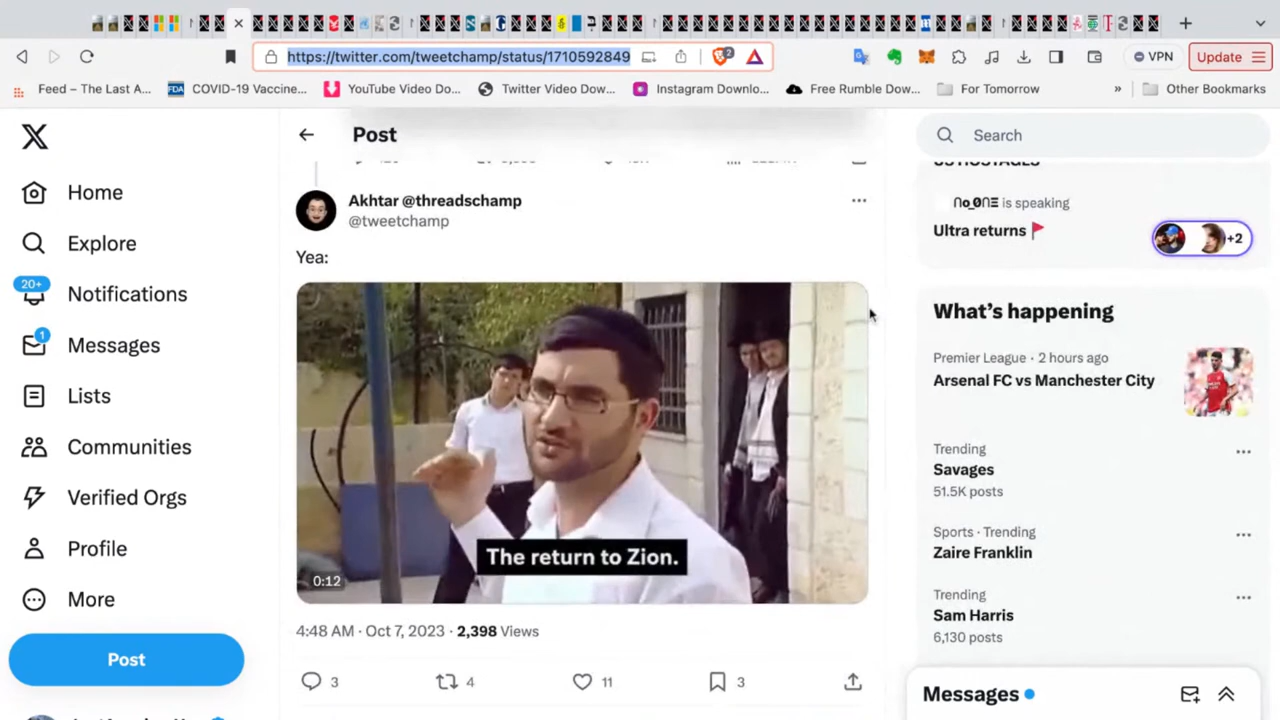 https://twitter.com/tweetchamp/status/1710592849
2
VPN
Update
Feed – The Last A...
FDA COVID-19 Vaccine...
YouTube Video Do...
Twitter Video Dow...
Instagram Downlo...
Free Rumble Dow...
For Tomorrow
»
Other Bookmarks
X
Home
Explore
20+
Notifications
1
Messages
Lists
Communities
Verified Orgs
Profile
More
Post
Post
Akhtar @threadschamp
@tweetchamp
Yea:
The return to Zion.
0:12
4:48 AM · Oct 7, 2023 · 2,398 Views
3
4
11
3
Search
HOSTAGES
is speaking
Ultra returns
+2
What's happening
Premier League · 2 hours ago
Arsenal FC vs Manchester City
Trending
Savages
51.5K posts
Sports · Trending
Zaire Franklin
Trending
Sam Harris
6,130 posts
Messages